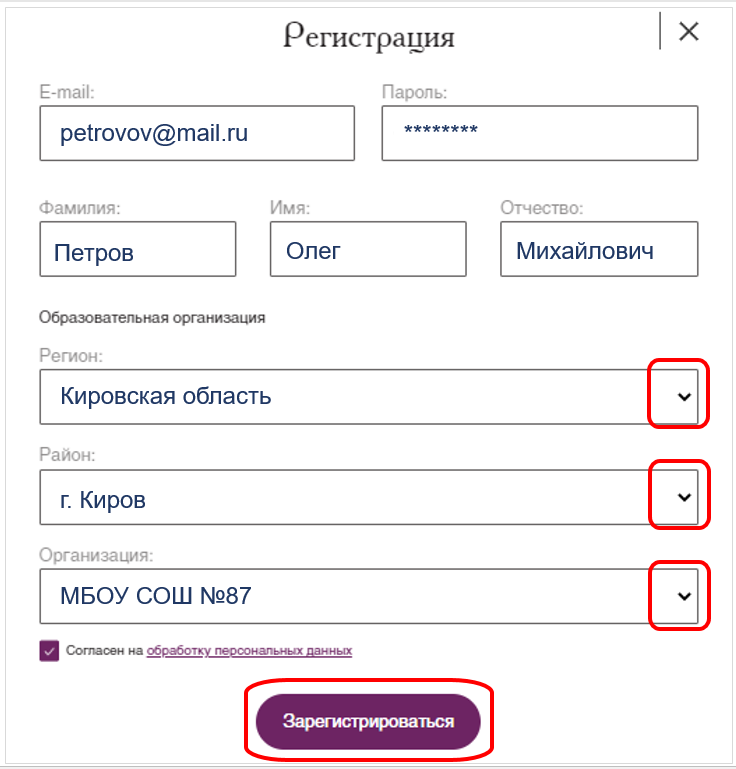 Регистрация
E-mail: Пароль:
petrovov@mail.ru ********
Фамилия: Имя: Отчество:
Петров Олег Михайлович
Образовательная организация
Регион:
Кировская область
Район:
г. Киров
Организация:
МБОУ СОШ №87
Согласен на обработку персональных данных
Зарегистрироваться